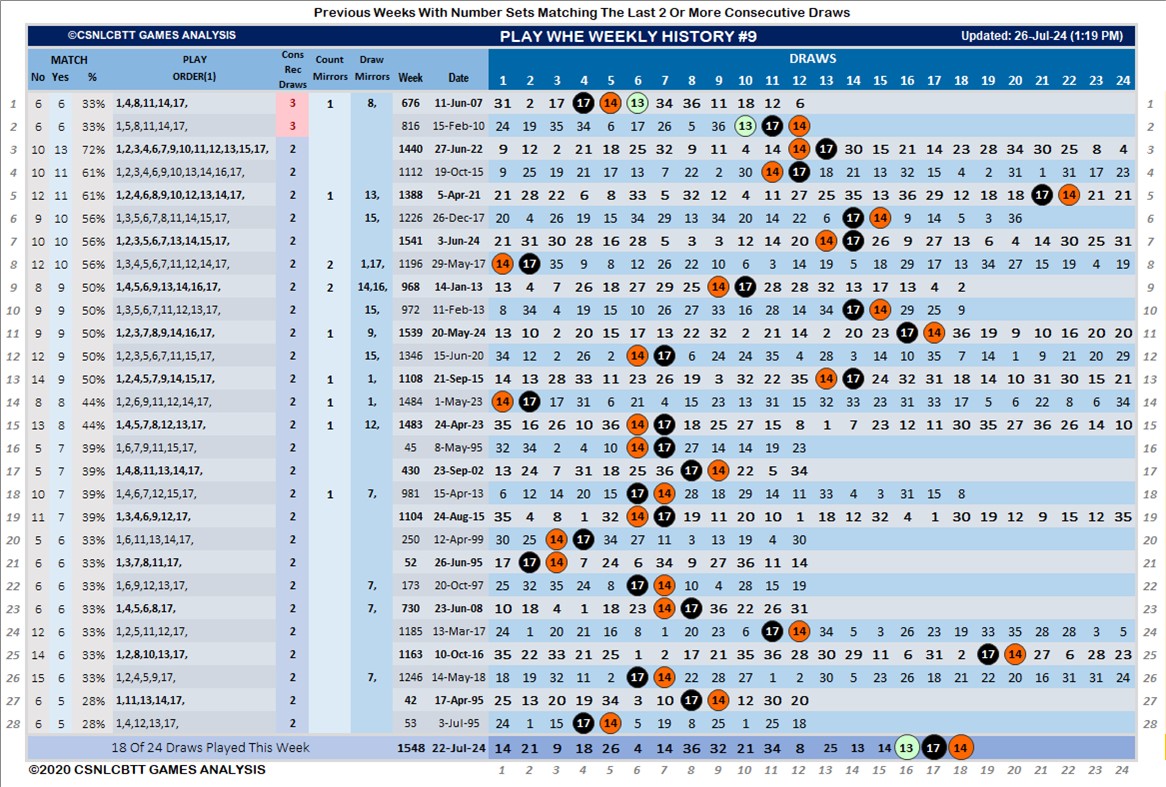 Previous Weeks With Number Sets Matching The Last 2 Or More Consecutive Draws
©CSNLCBTT GAMES ANALYSIS PLAY WHE WEEKLY HISTORY #9 Updated: 26-Jul-24 (1:19 PM)
MATCH PLAY Cons Count Draw DRAWS
No Yes % ORDER(1) Rec Draws Mirrors Mirrors Week Date 1 2 3 4 5 6 7 8 9 10 11 12 13 14 15 16 17 18 19 20 21 22 23 24
1 6 6 33% 1,4,8,11,14,17, 3 1 8, 676 11-Jun-07 31 2 17 17 14 13 34 36 11 18 12 6 1
2 6 6 33% 1,5,8,11,14,17, 3 816 15-Feb-10 24 19 35 34 6 17 26 5 36 13 17 14 2
3 10 13 72% 1,2,3,4,6,7,9,10,11,12,13,15,17, 2 1440 27-Jun-22 9 12 2 21 18 25 32 9 11 4 14 14 17 30 15 21 14 23 28 34 30 25 8 4 3
4 10 11 61% 1,2,3,4,6,9,10,13,14,16,17, 2 1112 19-Oct-15 9 25 19 21 17 13 7 22 2 30 14 17 18 21 13 32 15 4 2 31 1 31 17 23 4
5 12 11 61% 1,2,4,6,8,9,10,12,13,14,17, 2 1 13, 1388 5-Apr-21 21 28 22 6 8 33 5 32 12 4 11 27 25 35 13 36 29 12 18 18 17 14 21 21 5
6 9 10 56% 1,3,5,6,7,8,11,14,15,17, 2 15, 1226 26-Dec-17 20 4 26 19 15 34 29 13 34 20 14 22 6 17 14 9 14 5 3 36 6
7 10 10 56% 1,2,3,5,6,7,13,14,15,17, 2 1541 3-Jun-24 21 31 30 28 16 28 5 3 3 12 14 20 14 17 26 9 27 13 6 4 14 30 25 31 7
8 12 10 56% 1,3,4,5,6,7,11,12,14,17, 2 2 1,17, 1196 29-May-17 14 17 35 9 8 12 26 22 10 6 3 14 19 5 18 29 17 13 34 27 15 19 4 19 8
9 8 9 50% 1,4,5,6,9,13,14,16,17, 2 2 14,16, 968 14-Jan-13 13 4 7 26 18 27 29 25 14 17 28 28 32 13 17 13 4 2 9
10 9 9 50% 1,3,5,6,7,11,12,13,17, 2 15, 972 11-Feb-13 8 34 4 19 15 10 26 27 33 16 28 14 34 17 14 29 25 9 10
11 9 9 50% 1,2,3,7,8,9,14,16,17, 2 1 9, 1539 20-May-24 13 10 2 20 15 17 13 22 32 2 21 14 2 20 23 17 14 36 19 9 10 16 20 20 11
12 12 9 50% 1,2,3,5,6,7,11,15,17, 2 15, 1346 15-Jun-20 34 12 2 26 2 14 17 6 24 24 35 4 28 3 14 10 35 7 14 1 9 21 20 29 12
13 14 9 50% 1,2,4,5,7,9,14,15,17, 2 1 1, 1108 21-Sep-15 14 13 28 33 11 23 26 19 3 32 22 35 14 17 24 32 31 18 14 10 31 30 15 21 13
14 8 8 44% 1,2,6,9,11,12,14,17, 2 1 1, 1484 1-May-23 14 17 17 31 6 21 4 15 23 13 31 15 32 33 23 31 33 17 5 6 22 8 6 34 14
15 13 8 44% 1,4,5,7,8,12,13,17, 2 1 12, 1483 24-Apr-23 35 16 26 10 36 14 17 18 25 27 15 8 1 7 23 12 11 30 35 27 36 26 14 10 15
16 5 7 39% 1,6,7,9,11,15,17, 2 45 8-May-95 32 34 2 4 10 14 17 27 14 14 19 23 16
17 5 7 39% 1,4,8,11,13,14,17, 2 430 23-Sep-02 13 24 7 31 18 25 36 17 14 22 5 34 17
18 10 7 39% 1,4,6,7,12,15,17, 2 1 7, 981 15-Apr-13 6 12 14 20 15 17 14 28 18 29 14 11 33 4 3 31 15 8 18
19 11 7 39% 1,3,4,6,9,12,17, 2 1104 24-Aug-15 35 4 8 1 32 14 17 19 11 20 10 1 18 12 32 4 1 30 19 12 9 15 12 35 19
20 5 6 33% 1,6,11,13,14,17, 2 250 12-Apr-99 30 25 14 17 34 27 11 3 13 19 4 30 20
21 6 6 33% 1,3,7,8,11,17, 2 52 26-Jun-95 17 17 14 7 24 6 34 9 27 36 11 14 21
22 6 6 33% 1,6,9,12,13,17, 2 7, 173 20-Oct-97 25 32 35 24 8 17 14 10 4 28 15 19 22
23 6 6 33% 1,4,5,6,8,17, 2 7, 730 23-Jun-08 10 18 4 1 18 23 14 17 36 22 26 31 23
24 12 6 33% 1,2,5,11,12,17, 2 1185 13-Mar-17 24 1 20 21 16 8 1 20 23 6 17 14 34 5 3 26 23 19 33 35 28 28 3 5 24
25 14 6 33% 1,2,8,10,13,17, 2 1163 10-Oct-16 35 22 33 21 25 1 2 17 21 35 36 28 30 29 11 6 31 2 17 14 27 6 28 23 25
26 15 6 33% 1,2,4,5,9,17, 2 7, 1246 14-May-18 18 19 32 11 2 17 14 22 28 27 1 2 30 5 23 26 18 21 22 20 16 31 31 24 26
27 6 5 28% 1,11,13,14,17, 2 42 17-Apr-95 25 13 20 19 34 3 10 17 14 12 30 20 27
28 6 5 28% 1,4,12,13,17, 2 53 3-Jul-95 24 1 15 17 14 5 19 8 25 1 25 18 28
18 Of 24 Draws Played This Week 1548 22-Jul-24 14 21 9 18 26 4 14 36 32 21 34 8 25 13 14 13 17 14
©2020 CSNLCBTT GAMES ANALYSIS 1 2 3 4 5 6 7 8 9 10 11 12 13 14 15 16 17 18 19 20 21 22 23 24